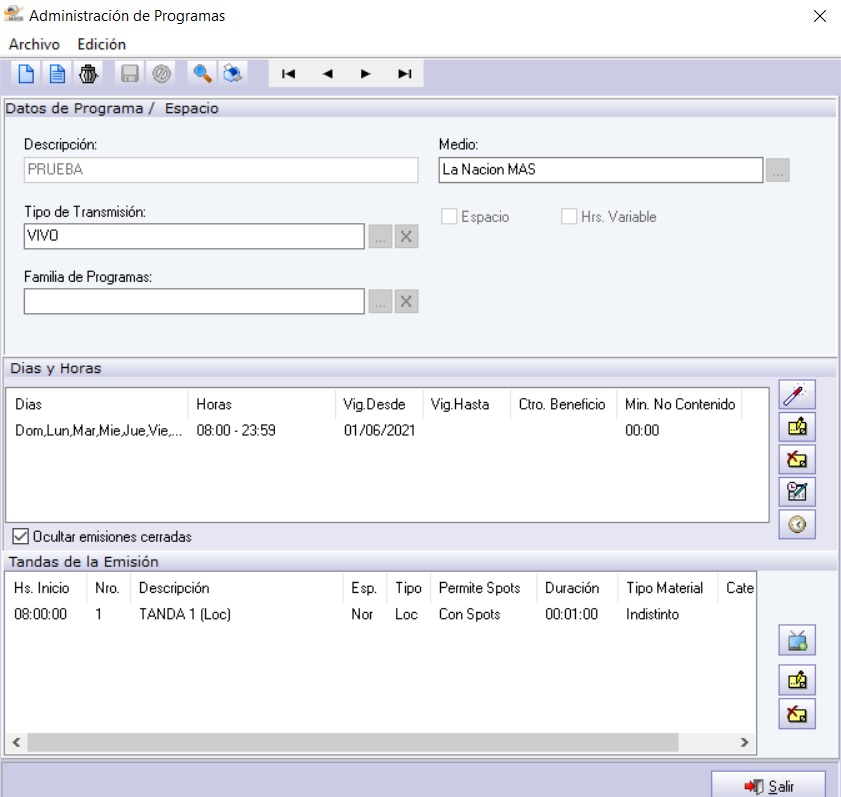 Administración de Programas
Archivo Edición
Datos de Programa / Espacio
Descripción: Medio:
PRUEBA La Nacion MAS ...
Tipo de Transmisión: Espacio Hrs. Variable
VIVO ...
Familia de Programas:
...
Dias y Horas
Dias Horas Vig.Desde Vig.Hasta Ctro. Beneficio Min. No Contenido
Dom,Lun,Mar,Mie,Jue,Vie,... 08:00 - 23:59 01/06/2021 00:00
Ocultar emisiones cerradas
Tandas de la Emisión
Hs. Inicio Nro. Descripción Esp. Tipo Permite Spots Duración Tipo Material Cate
08:00:00 1 TANDA 1 (Loc) Nor Loc Con Spots 00:01:00 Indistinto
Salir